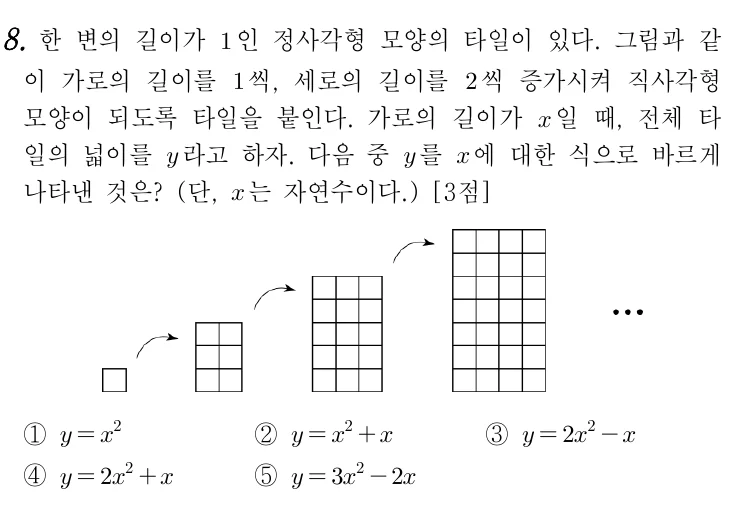 8. 한 변의 길이가 1인 정사각형 모양의 타일이 있다. 그림과 같
이 가로의 길이를 1씩, 세로의 길이를 2씩 증가시켜 직사각형
모양이 되도록 타일을 붙인다. 가로의 길이가 x일 때, 전체 타
일의 넓이를 y라고 하자. 다음 중 y를 x에 대한 식으로 바르게
나타낸 것은? (단, x는 자연수이다.) [3점]
…
① y=x² ② y=x²+x ③ y=2x²-x
④ y=2x²+x ⑤ y=3x²-2x